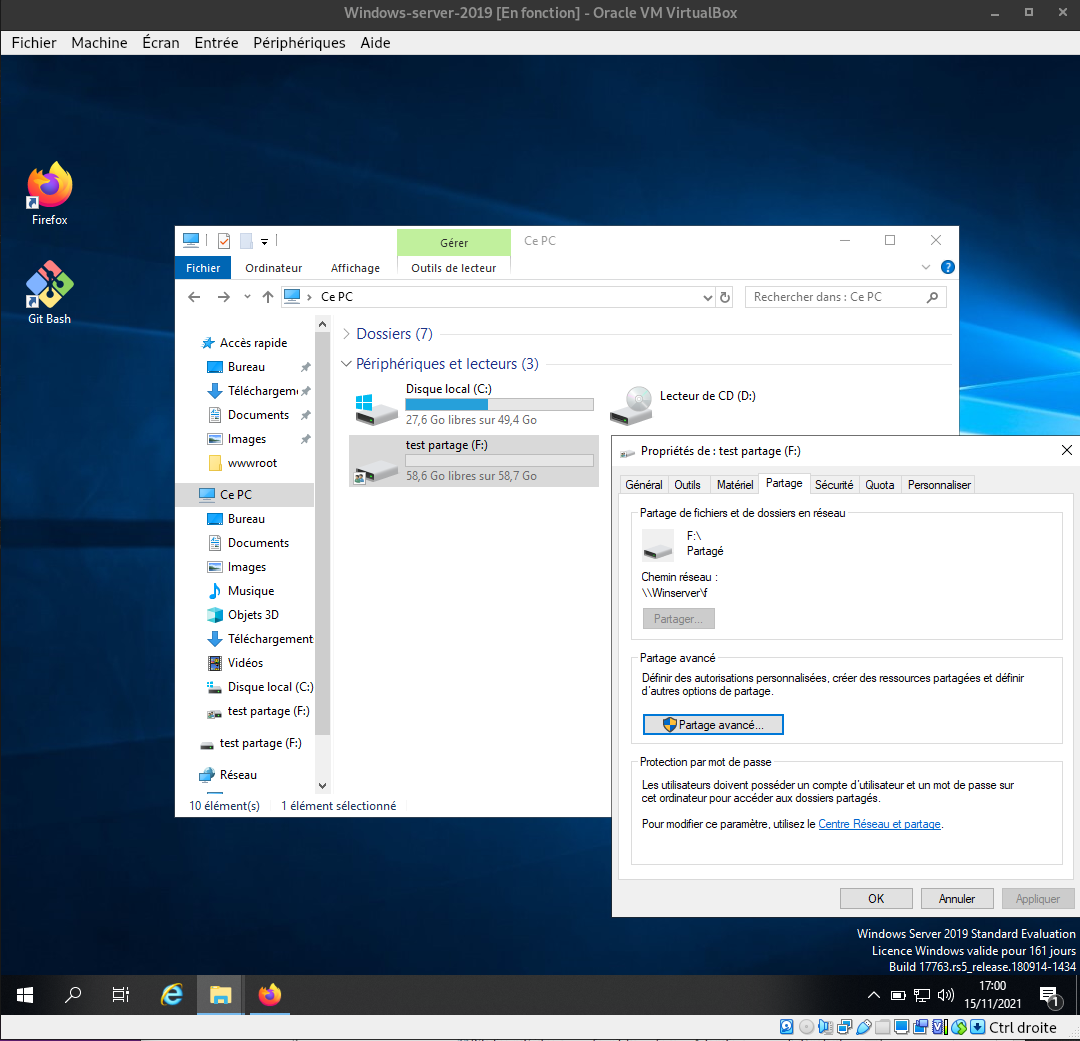 Windows-server-2019 [En fonction] - Oracle VM VirtualBox
Fichier Machine Écran Entrée Périphériques Aide
Firefox
Git Bash
Gérer Ce PC
Fichier Ordinateur Affichage Outils de lecteur
Ce PC Rechercher dans : Ce PC
Accès rapide
Bureau
Téléchargem
Documents
Images
wwwroot
Ce PC
Bureau
Documents
Images
Musique
Objets 3D
Téléchargement
Vidéos
Disque local (C:)
test partage (F:)
test partage (F:)
Réseau
Dossiers (7)
Périphériques et lecteurs (3)
Disque local (C:)
27,6 Go libres sur 49,4 Go
Lecteur de CD (D:)
test partage (F:)
58,6 Go libres sur 58,7 Go
10 élément(s) 1 élément sélectionné
Propriétés de : test partage (F:)
Général Outils Matériel Partage Sécurité Quota Personnaliser
Partage de fichiers et de dossiers en réseau
F:\
Partagé
Chemin réseau :
\\Winserver\f
Partager...
Partage avancé
Définir des autorisations personnalisées, créer des ressources partagées et définir
d'autres options de partage.
Partage avancé...
Protection par mot de passe
Les utilisateurs doivent posséder un compte d'utilisateur et un mot de passe sur
cet ordinateur pour accéder aux dossiers partagés.
Pour modifier ce paramètre, utilisez le Centre Réseau et partage.
OK Annuler Appliquer
Windows Server 2019 Standard Evaluation
Licence Windows valide pour 161 jours
Build 17763.rs5_release.180914-1434
17:00
15/11/2021
1
Ctrl droite